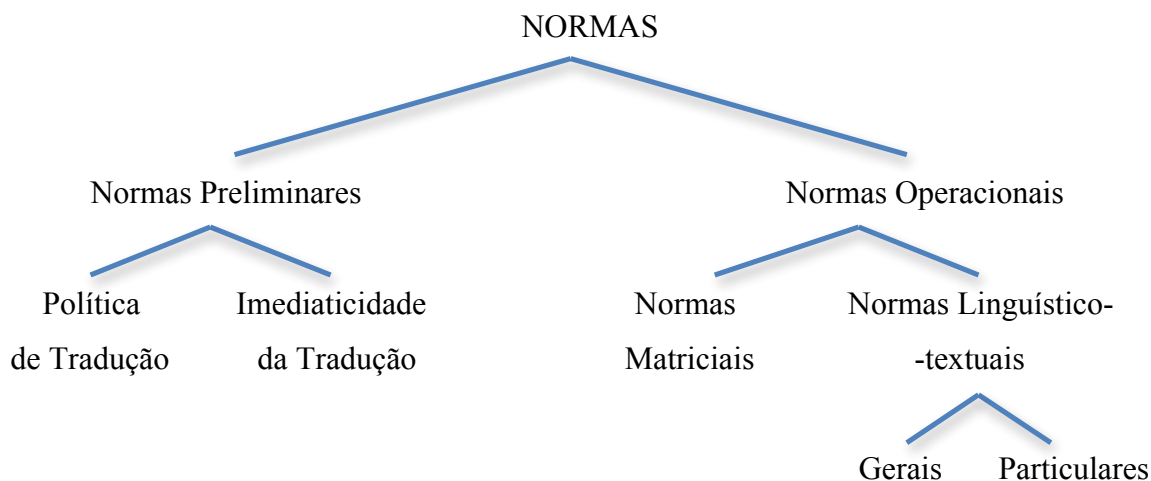 NORMAS
Normas Preliminares
Normas Operacionais
Política
de Tradução
Imediaticidade
da Tradução
Normas
Matriciais
Normas Linguístico-
-textuais
Gerais
Particulares